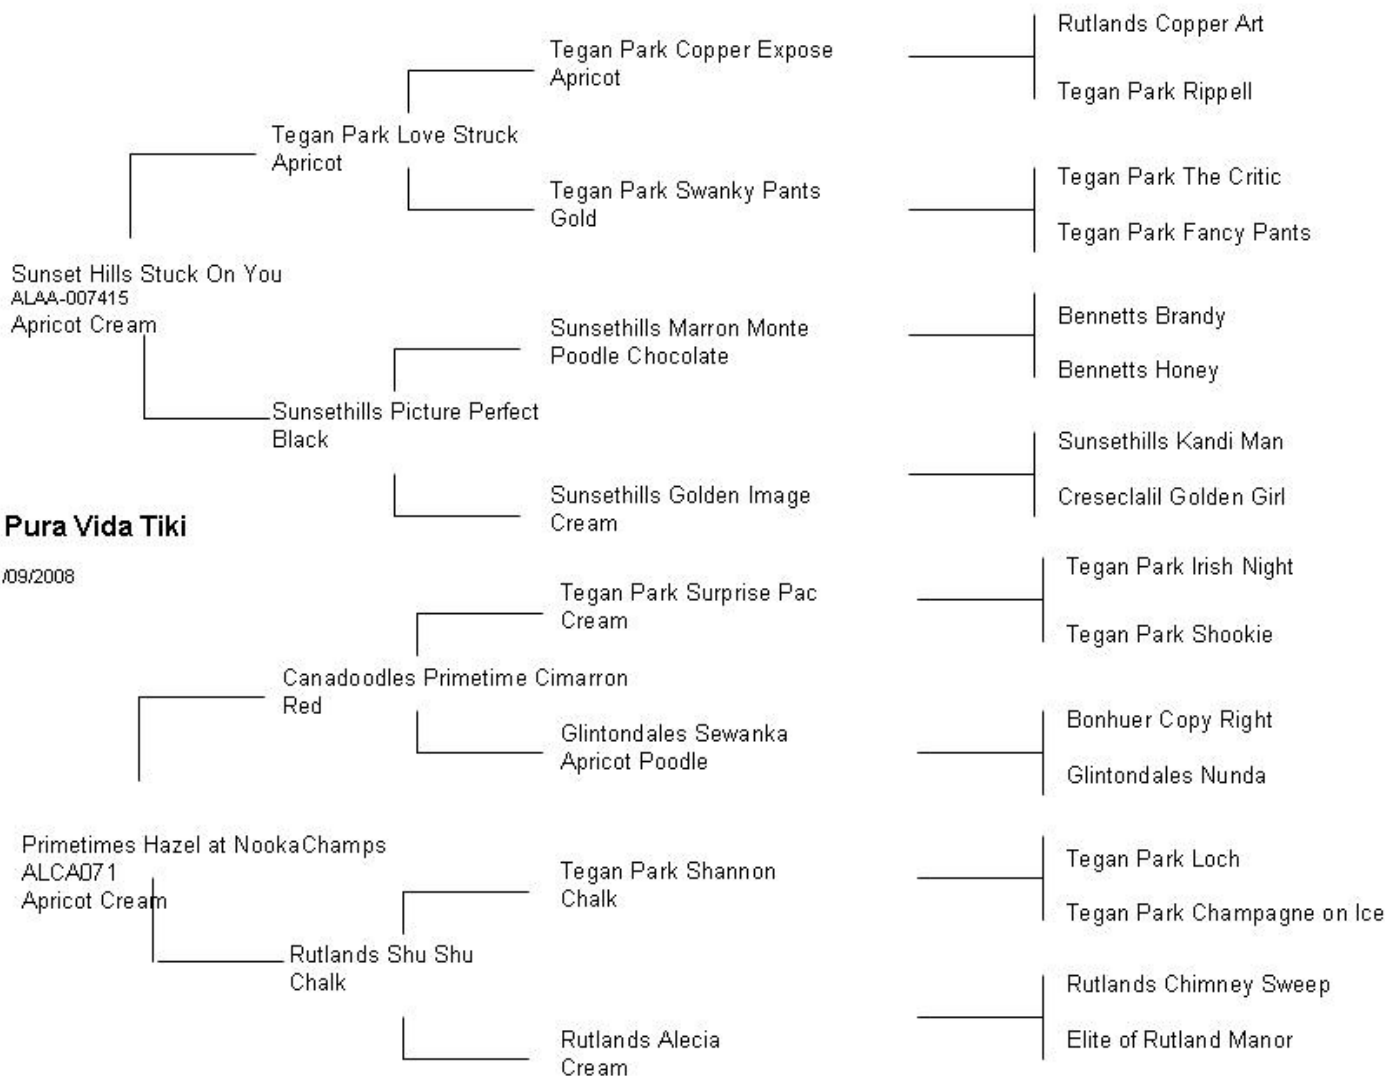 Rutlands Copper Art
Tegan Park Copper Expose
Apricot
Tegan Park Rippell
Tegan Park Love Struck
Apricot
Tegan Park The Critic
Tegan Park Swanky Pants
Gold
Tegan Park Fancy Pants
Sunset Hills Stuck On You
ALAA-007415
Apricot Cream
Bennetts Brandy
Sunsethills Marron Monte
Poodle Chocolate
Bennetts Honey
Sunsethills Picture Perfect
Black
Sunsethills Kandi Man
Sunsethills Golden Image
Cream
Creseclalil Golden Girl
Pura Vida Tiki
/09/2008
Tegan Park Irish Night
Tegan Park Surprise Pac
Cream
Tegan Park Shookie
Canadoodles Primetime Cimarron
Red
Bonhuer Copy Right
Glintondales Sewanka
Apricot Poodle
Glintondales Nunda
Primetimes Hazel at NookaChamps
ALCA071
Apricot Cream
Tegan Park Loch
Tegan Park Shannon
Chalk
Tegan Park Champagne on Ice
Rutlands Shu Shu
Chalk
Rutlands Chimney Sweep
Rutlands Alecia
Cream
Elite of Rutland Manor